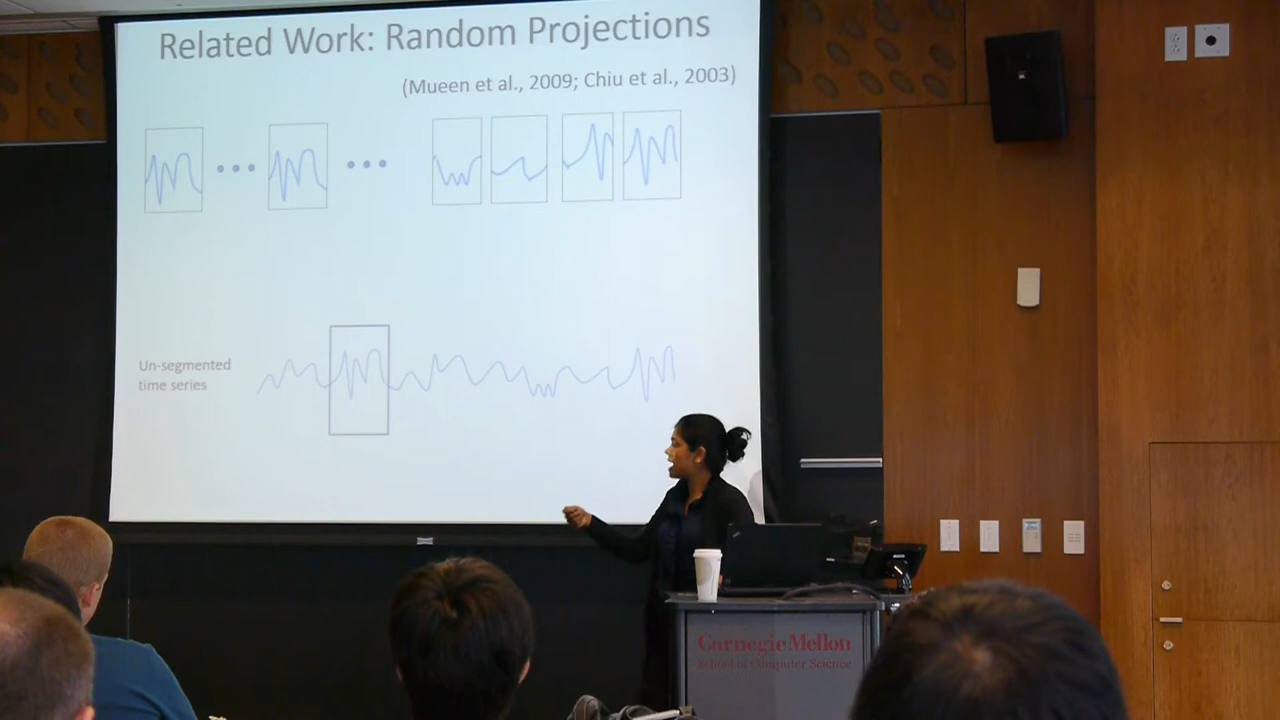 Related Work: Random Projections
(Mueen et al., 2009; Chiu et al., 2003)
Un-segmented
time series
Carnegie Mellon
School of Computer Science